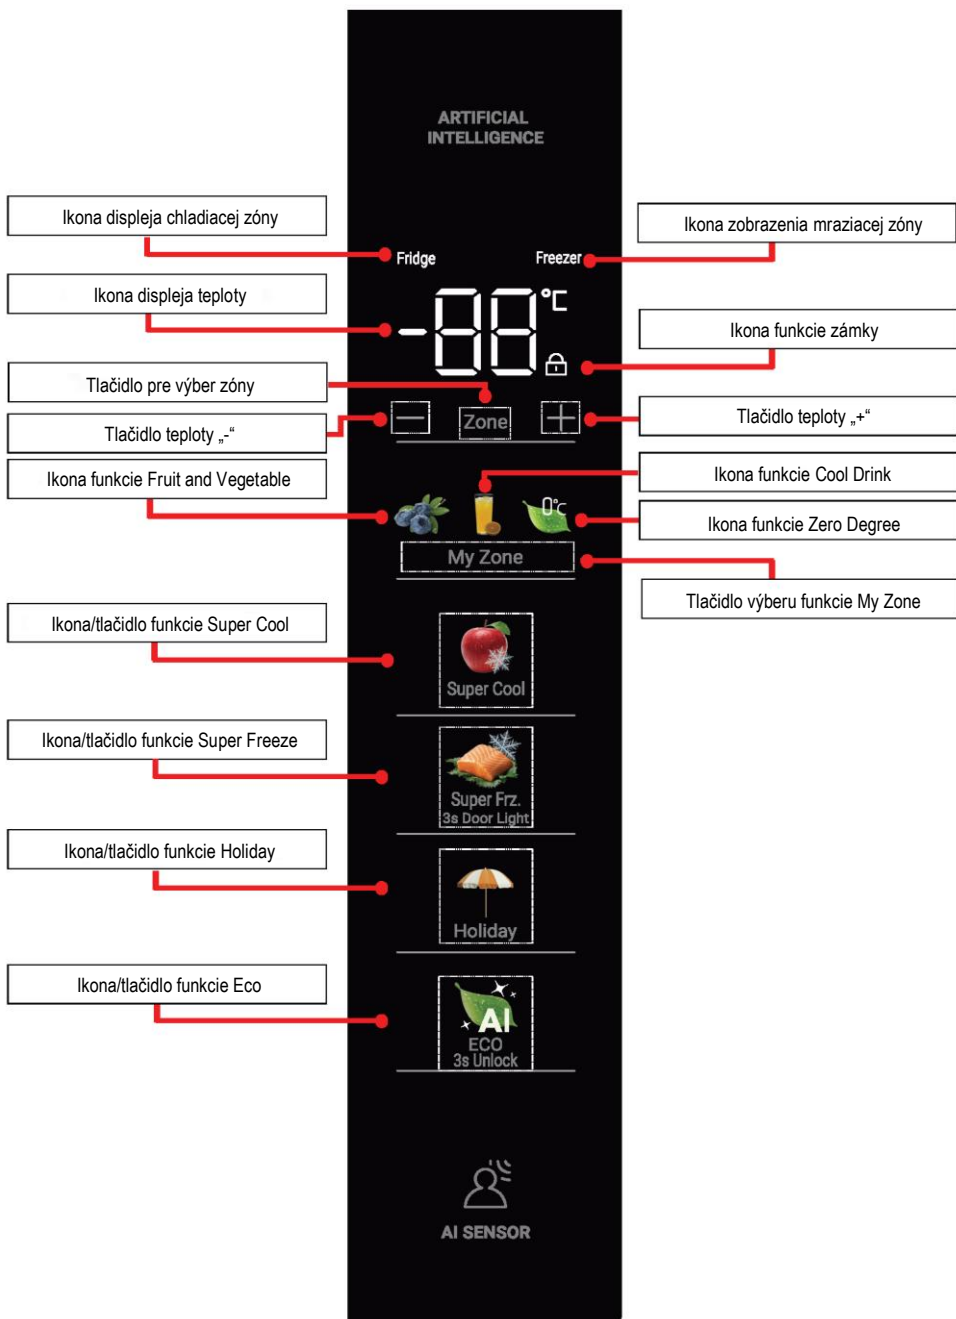 ARTIFICIAL
INTELLIGENCE
Ikona displeja chladiacej zóny
Ikona zobrazenia mraziacej zóny
Fridge
Freezer
Ikona displeja teploty
-88 °C
Ikona funkcie zámky
Tlačidlo pre výber zóny
Tlačidlo teploty „-“
Zone
Tlačidlo teploty „+“
Ikona funkcie Fruit and Vegetable
Ikona funkcie Cool Drink
0°C
Ikona funkcie Zero Degree
My Zone
Tlačidlo výberu funkcie My Zone
Ikona/tlačidlo funkcie Super Cool
Super Cool
Ikona/tlačidlo funkcie Super Freeze
Super Frz.
3s Door Light
Ikona/tlačidlo funkcie Holiday
Holiday
Ikona/tlačidlo funkcie Eco
AI
ECO
3s Unlock
AI SENSOR